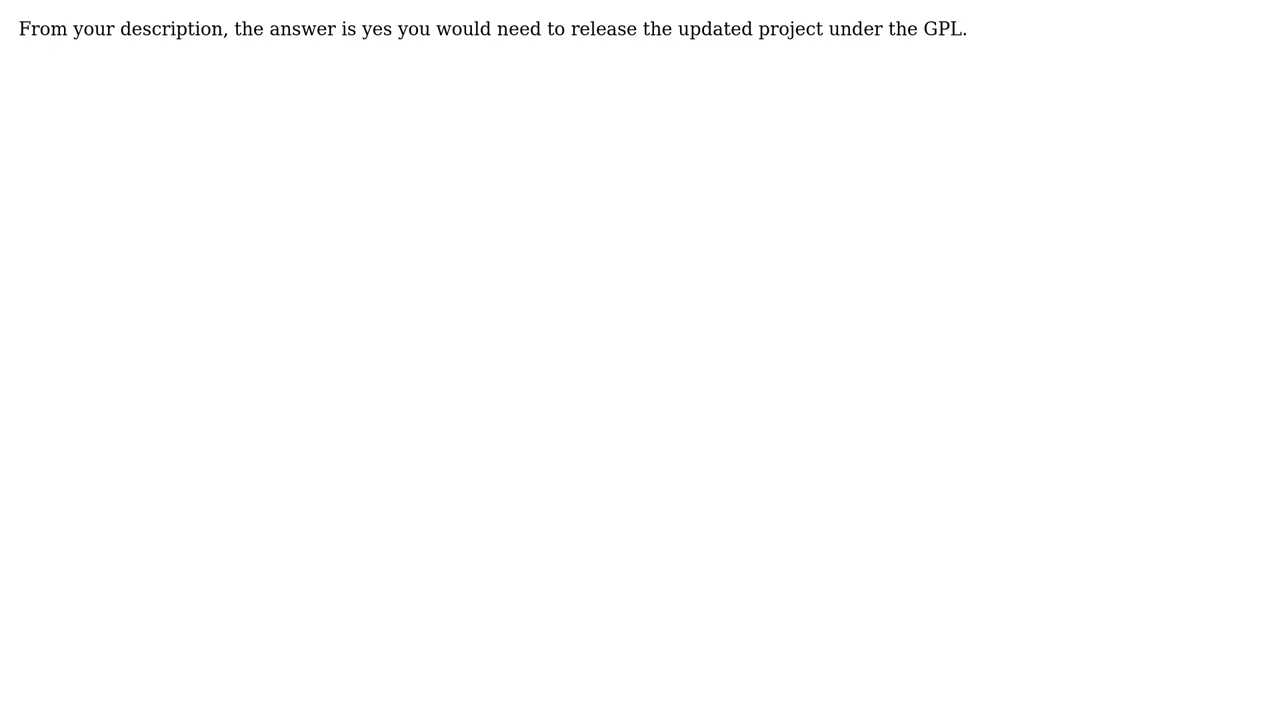 From your description, the answer is yes you would need to release the updated project under the GPL.